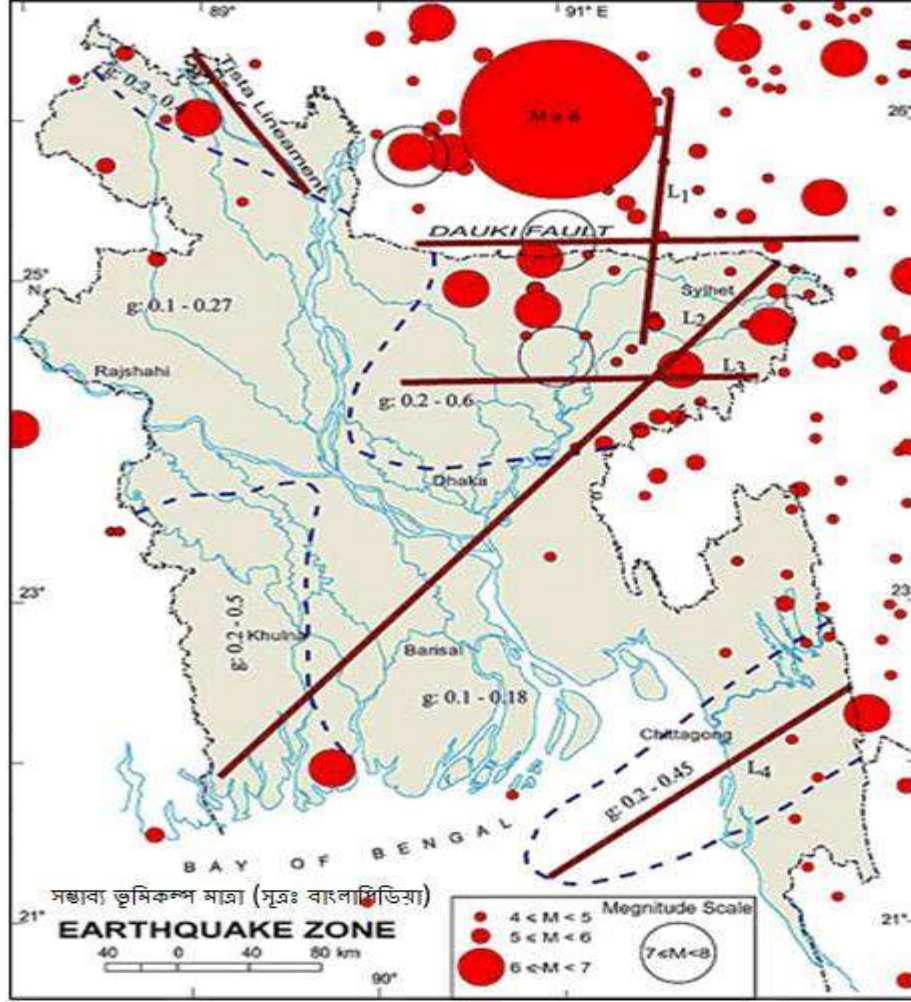 89°
91° E
Tista Lineament
M ≥ 8
26°
L1
DAUKI FAULT
25°
N
Sylhet
g: 0.1 - 0.27
L2
Rajshahi
L3
g: 0.2 - 0.6
Dhaka
23°
23°
g: 0.2 - 0.5
Khulna
Barisal
g: 0.1 - 0.18
Chittagong
L4
g: 0.2 - 0.45
BAY OF BENGAL
সম্ভাব্য ভূমিকম্প মাত্রা (সূত্রঃ বাংলাপিডিয়া)
Megnitude Scale
4 ≤ M < 5
5 ≤ M < 6
6 ≤ M < 7
7 ≤ M < 8
EARTHQUAKE ZONE
21°
21°
40 0 40 80 km
90°